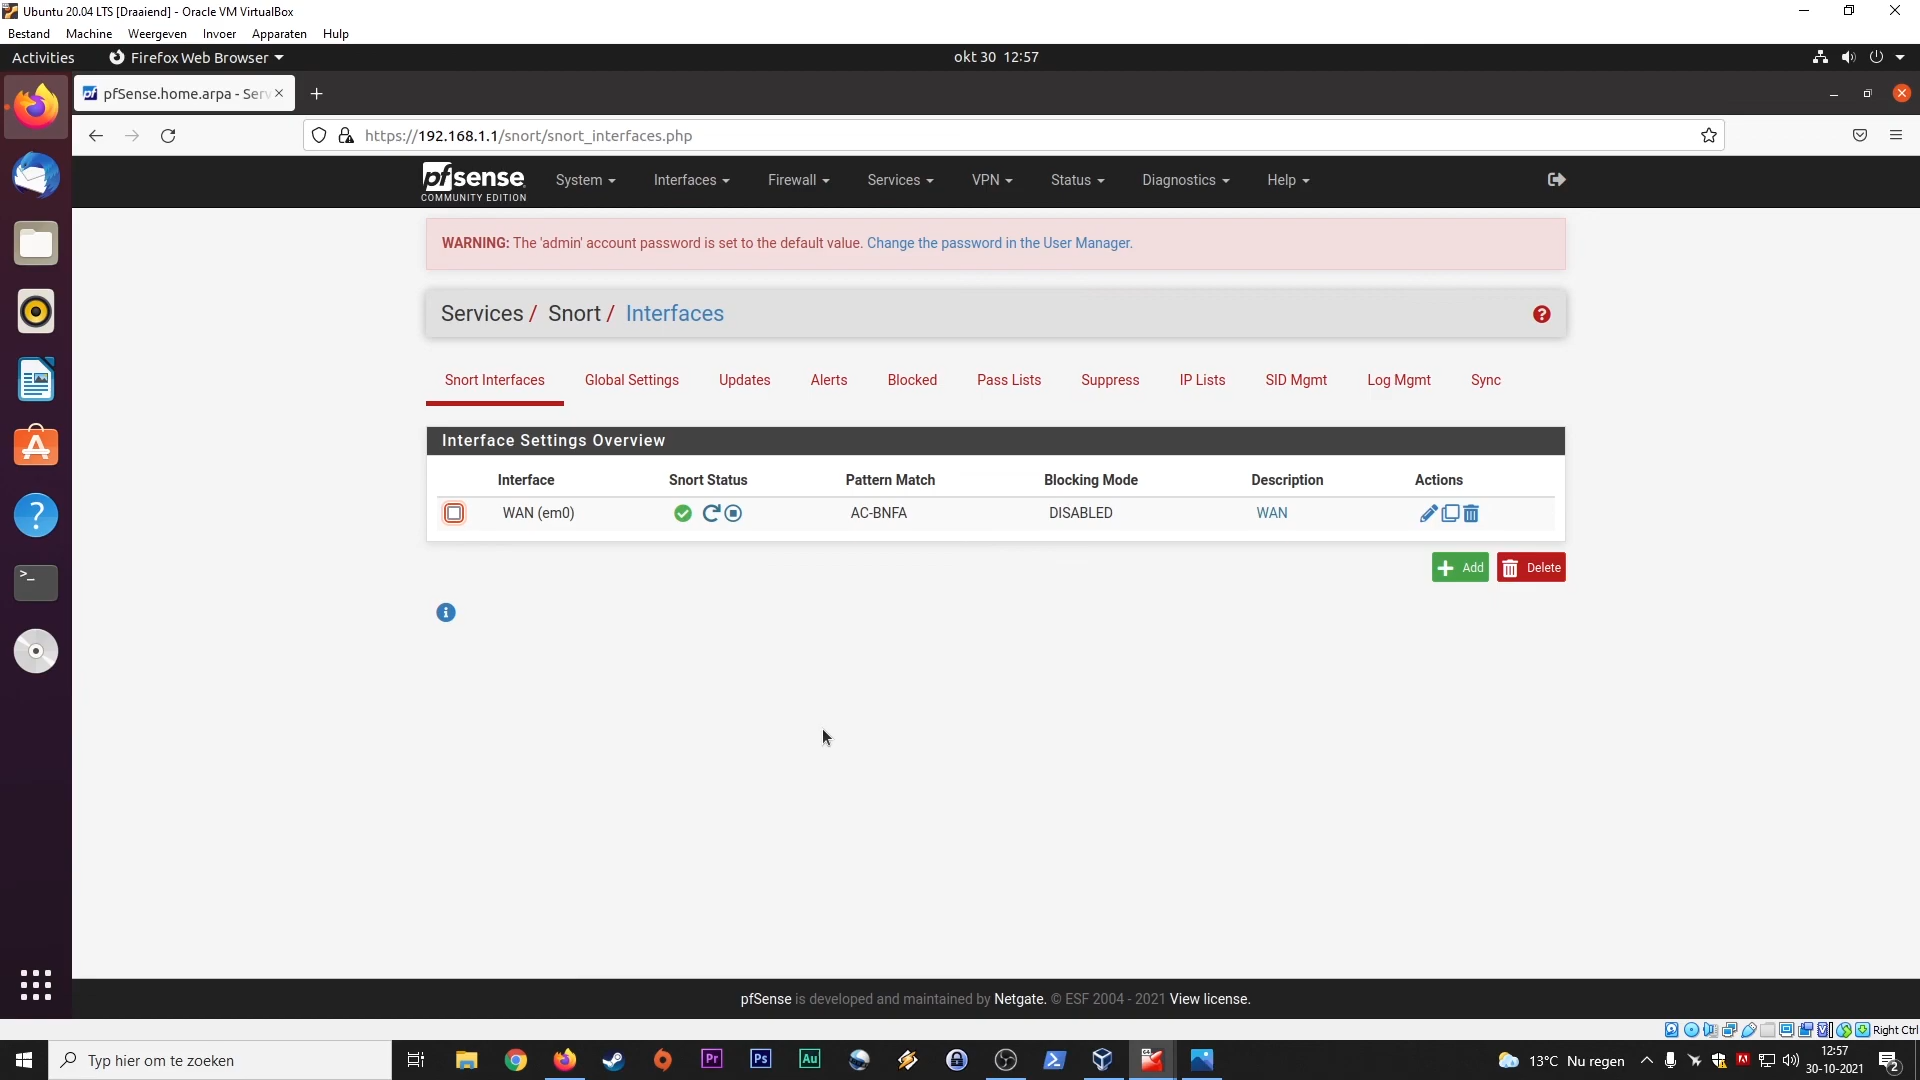 Ubuntu 20.04 LTS [Draaiend] - Oracle VM VirtualBox
Bestand Machine Weergeven Invoer Apparaten Hulp
Activities Firefox Web Browser okt 30 12:57
pfSense.home.arpa - Serv
https://192.168.1.1/snort/snort_interfaces.php
pfsense COMMUNITY EDITION System Interfaces Firewall Services VPN Status Diagnostics Help
WARNING: The 'admin' account password is set to the default value. Change the password in the User Manager.
Services / Snort / Interfaces
Snort Interfaces Global Settings Updates Alerts Blocked Pass Lists Suppress IP Lists SID Mgmt Log Mgmt Sync
Interface Settings Overview
Interface Snort Status Pattern Match Blocking Mode Description Actions
WAN (em0) AC-BNFA DISABLED WAN
Add Delete
pfSense is developed and maintained by Netgate. © ESF 2004 - 2021 View license.
Right Ctrl
Typ hier om te zoeken Pr Ps Au 13°C Nu regen 12:57
30-10-2021 2